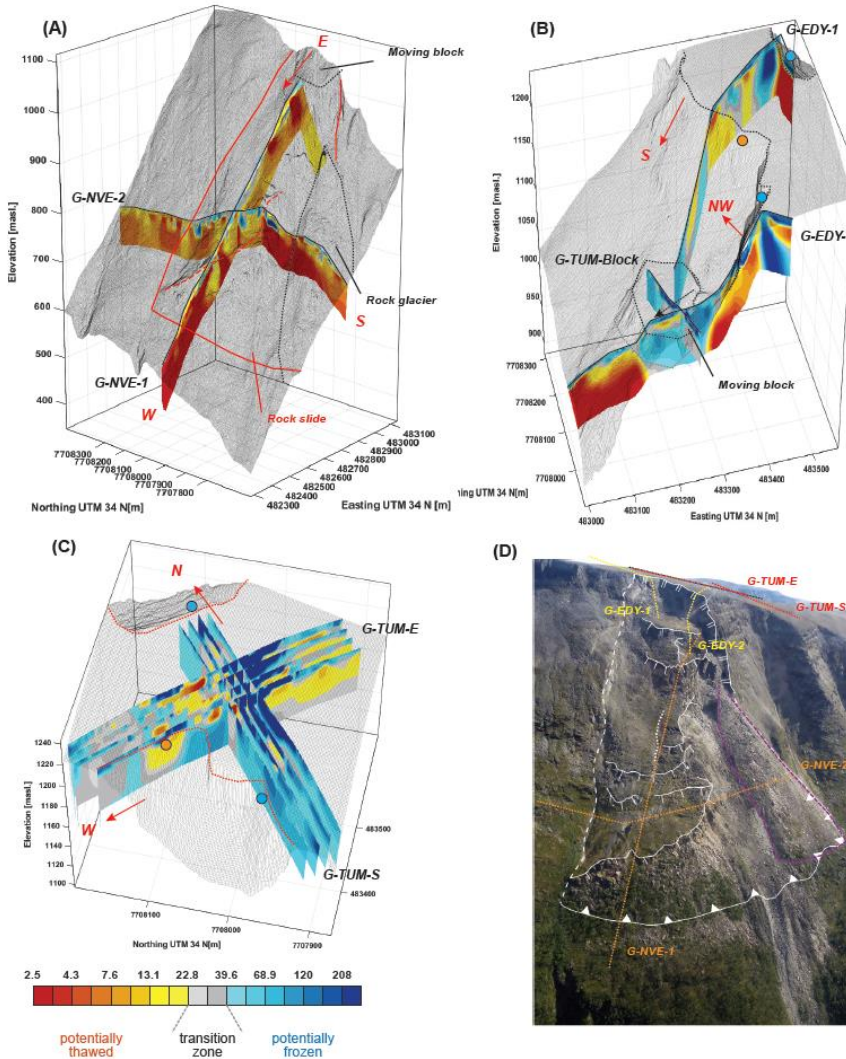 (A)
E
Moving block
1100
1000
900
800
700
600
500
400
Elevation [masl.]
G-NVE-2
Rock glacier
S
G-NVE-1
W
Rock slide
7708300
7708200
7708100
7708000
7707900
7707800
Northing UTM 34 N[m]
483100
483000
482900
482800
482700
482600
482500
482400
482300
Easting UTM 34 N [m]
(B)
G-EDY-1
1200
1150
1100
1050
1000
950
900
Elevation [masl.]
S
NW
G-EDY-
G-TUM-Block
Moving block
7708300
7708200
7708100
7708000
hing UTM 34 N[m]
483000
483100
483200
483300
483400
483500
Easting UTM 34 N [m]
(C)
N
G-TUM-E
1240
1220
1200
1180
1160
1140
1120
1100
Elevation [masl.]
W
G-TUM-S
483500
483400
7708100
7708000
7707900
Northing UTM 34 N[m]
(D)
G-TUM-E
G-TUM-S
G-EDY-1
G-EDY-2
G-NVE-2
G-NVE-1
2.5 4.3 7.6 13.1 22.8 39.6 68.9 120 208
potentially thawed
transition zone
potentially frozen